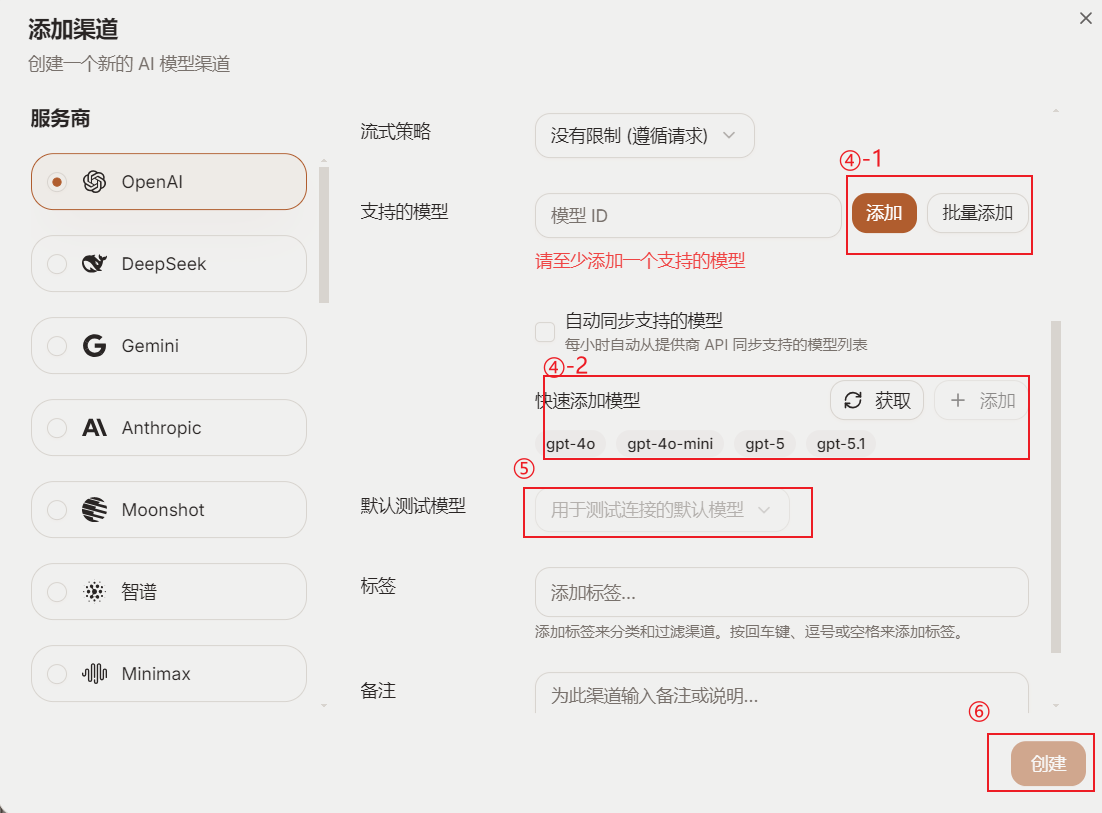 添加渠道
创建一个新的 AI 模型渠道
服务商
OpenAI
DeepSeek
Gemini
Anthropic
Moonshot
智谱
Minimax
流式策略
没有限制 (遵循请求)
④-1
支持的模型
模型 ID
添加
批量添加
请至少添加一个支持的模型
自动同步支持的模型
每小时自动从提供商 API 同步支持的模型列表
④-2
快速添加模型
获取
+ 添加
gpt-4o
gpt-4o-mini
gpt-5
gpt-5.1
⑤
默认测试模型
用于测试连接的默认模型
标签
添加标签...
添加标签来分类和过滤渠道。按回车键、逗号或空格来添加标签。
备注
为此渠道输入备注或说明...
⑥
创建